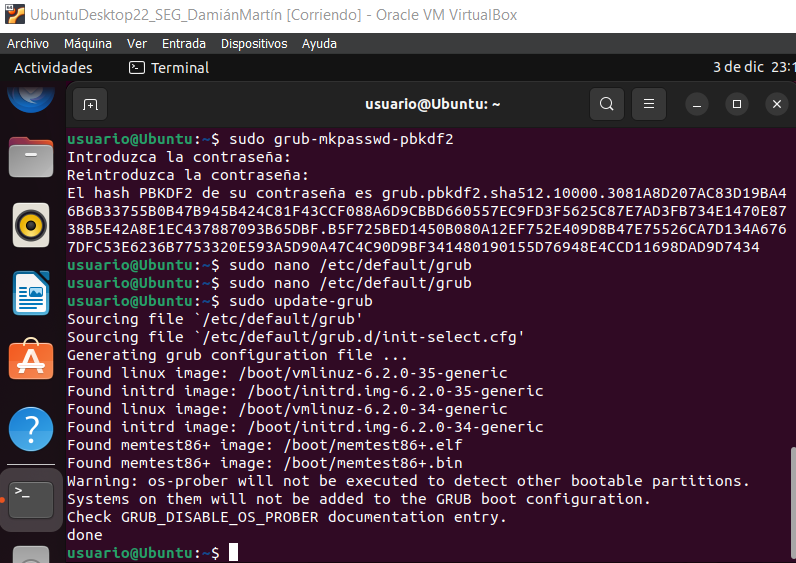 UbuntuDesktop22_SEG_DamiánMartín [Corriendo] - Oracle VM VirtualBox
Archivo Máquina Ver Entrada Dispositivos Ayuda
Actividades Terminal 3 de dic 23:1
usuario@Ubuntu: ~
usuario@Ubuntu:~$ sudo grub-mkpasswd-pbkdf2
Introduzca la contraseña:
Reintroduzca la contraseña:
El hash PBKDF2 de su contraseña es grub.pbkdf2.sha512.10000.3081A8D207AC83D19BA4
6B6B33755B0B47B945B424C81F43CCF088A6D9CBBD660557EC9FD3F5625C87E7AD3FB734E1470E87
38B5E42A8E1EC437887093B65DBF.B5F725BED1450B080A12EF752E409D8B47E75526CA7D134A676
7DFC53E6236B7753320E593A5D90A47C4C90D9BF341480190155D76948E4CCD11698DAD9D7434
usuario@Ubuntu:~$ sudo nano /etc/default/grub
usuario@Ubuntu:~$ sudo nano /etc/default/grub
usuario@Ubuntu:~$ sudo update-grub
Sourcing file `/etc/default/grub'
Sourcing file `/etc/default/grub.d/init-select.cfg'
Generating grub configuration file ...
Found linux image: /boot/vmlinuz-6.2.0-35-generic
Found initrd image: /boot/initrd.img-6.2.0-35-generic
Found linux image: /boot/vmlinuz-6.2.0-34-generic
Found initrd image: /boot/initrd.img-6.2.0-34-generic
Found memtest86+ image: /boot/memtest86+.elf
Found memtest86+ image: /boot/memtest86+.bin
Warning: os-prober will not be executed to detect other bootable partitions.
Systems on them will not be added to the GRUB boot configuration.
Check GRUB_DISABLE_OS_PROBER documentation entry.
done
usuario@Ubuntu:~$